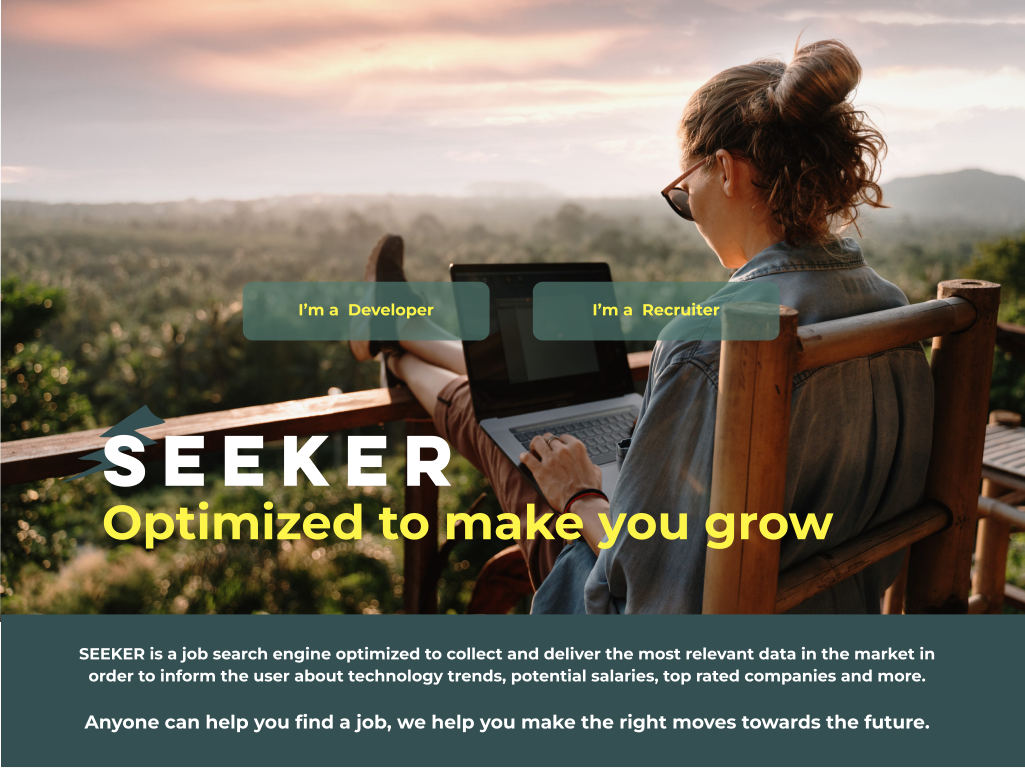 I’m a Developer
I’m a Recruiter
SEEKER
Optimized to make you grow
SEEKER is a job search engine optimized to collect and deliver the most relevant data in the market in
order to inform the user about technology trends, potential salaries, top rated companies and more.
Anyone can help you find a job, we help you make the right moves towards the future.